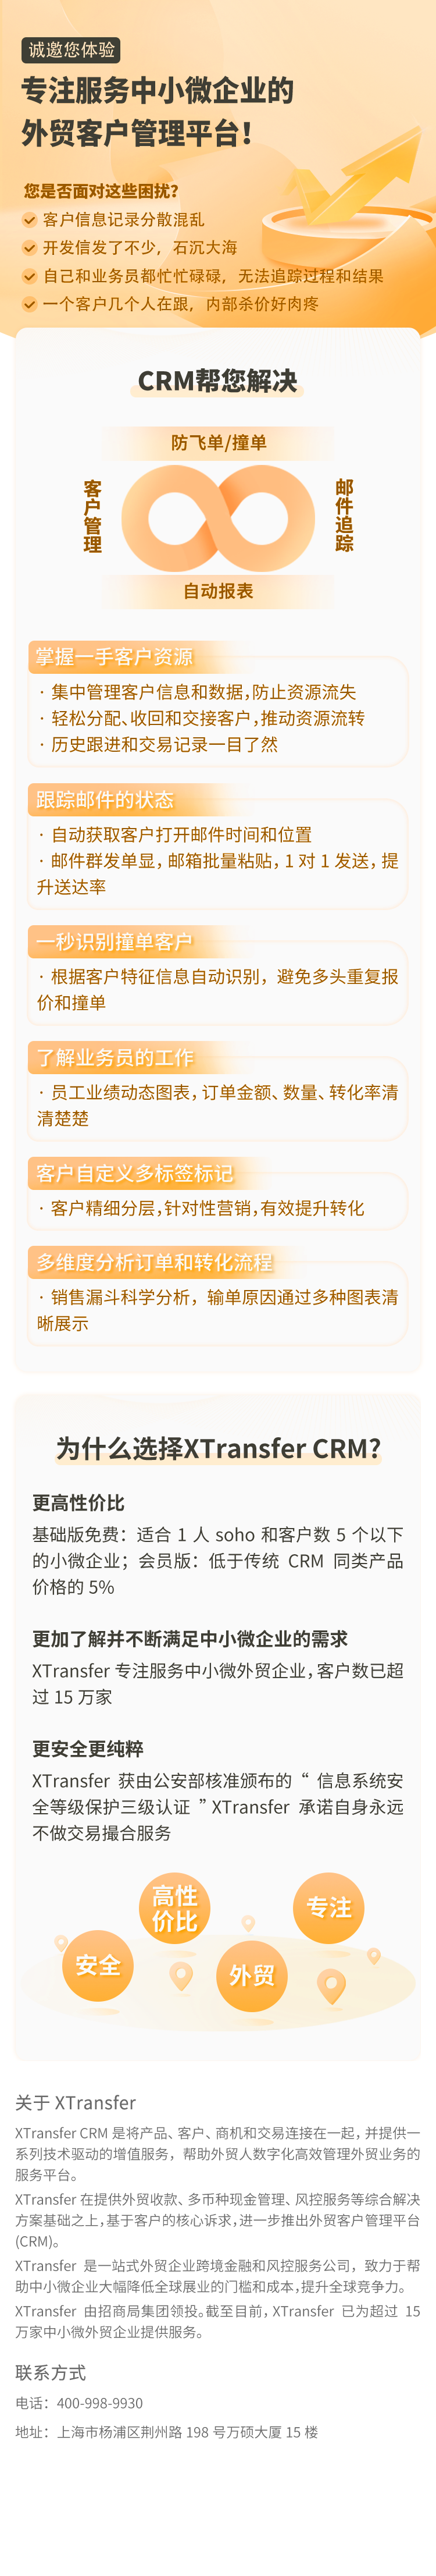 诚邀您体验
专注服务中小微企业的
外贸客户管理平台！
您是否面对这些困扰？
客户信息记录分散混乱
开发信发了不少，石沉大海
自己和业务员都忙忙碌碌，无法追踪过程和结果
一个客户几个人在跟，内部杀价好肉疼
CRM帮您解决
防飞单/撞单
客户管理
邮件追踪
自动报表
掌握一手客户资源
· 集中管理客户信息和数据，防止资源流失
· 轻松分配、收回和交接客户，推动资源流转
· 历史跟进和交易记录一目了然
跟踪邮件的状态
· 自动获取客户打开邮件时间和位置
· 邮件群发单显，邮箱批量粘贴，1 对 1 发送，提
升送达率
一秒识别撞单客户
· 根据客户特征信息自动识别，避免多头重复报
价和撞单
了解业务员的工作
· 员工业绩动态图表，订单金额、数量、转化率清
清楚楚
客户自定义多标签标记
· 客户精细分层，针对性营销，有效提升转化
多维度分析订单和转化流程
· 销售漏斗科学分析，输单原因通过多种图表清
晰展示
为什么选择XTransfer CRM?
更高性价比
基础版免费：适合 1 人 soho 和客户数 5 个以下
的小微企业；会员版：低于传统 CRM 同类产品
价格的 5%
更加了解并不断满足中小微企业的需求
XTransfer 专注服务中小微外贸企业，客户数已超
过 15 万家
更安全更纯粹
XTransfer 获由公安部核准颁布的 “ 信息系统安
全等级保护三级认证 ” XTransfer 承诺自身永远
不做交易撮合服务
高性
价比
专注
安全
外贸
关于 XTransfer
XTransfer CRM 是将产品、客户、商机和交易连接在一起，并提供一
系列技术驱动的增值服务，帮助外贸人数字化高效管理外贸业务的
服务平台。
XTransfer 在提供外贸收款、多币种现金管理、风控服务等综合解决
方案基础之上，基于客户的核心诉求，进一步推出外贸客户管理平台
(CRM)。
XTransfer 是一站式外贸企业跨境金融和风控服务公司，致力于帮
助中小微企业大幅降低全球展业的门槛和成本，提升全球竞争力。
XTransfer 由招商局集团领投。截至目前，XTransfer 已为超过 15
万家中小微外贸企业提供服务。
联系方式
电话：400-998-9930
地址：上海市杨浦区荆州路 198 号万硕大厦 15 楼